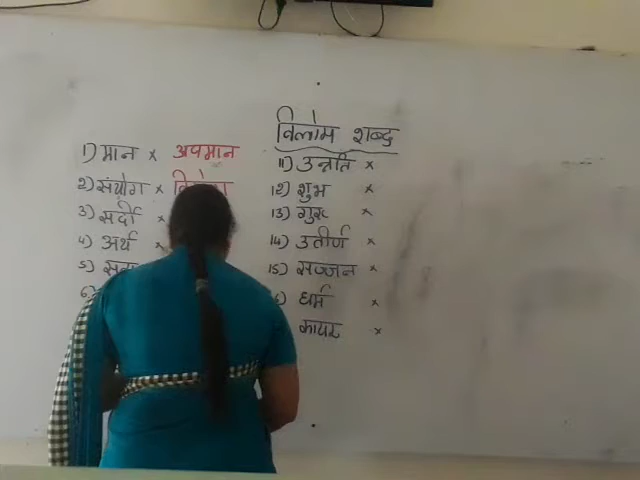 विलोम शब्द
1) मान × अपमान
2) संयोग ×
3) सर्दी ×
4) अर्थ ×
5)
6)
11) उन्नति ×
12) शुभ ×
13) गुरु ×
14) उतीर्ण ×
15) सज्जन ×
धर्म ×
कायर ×